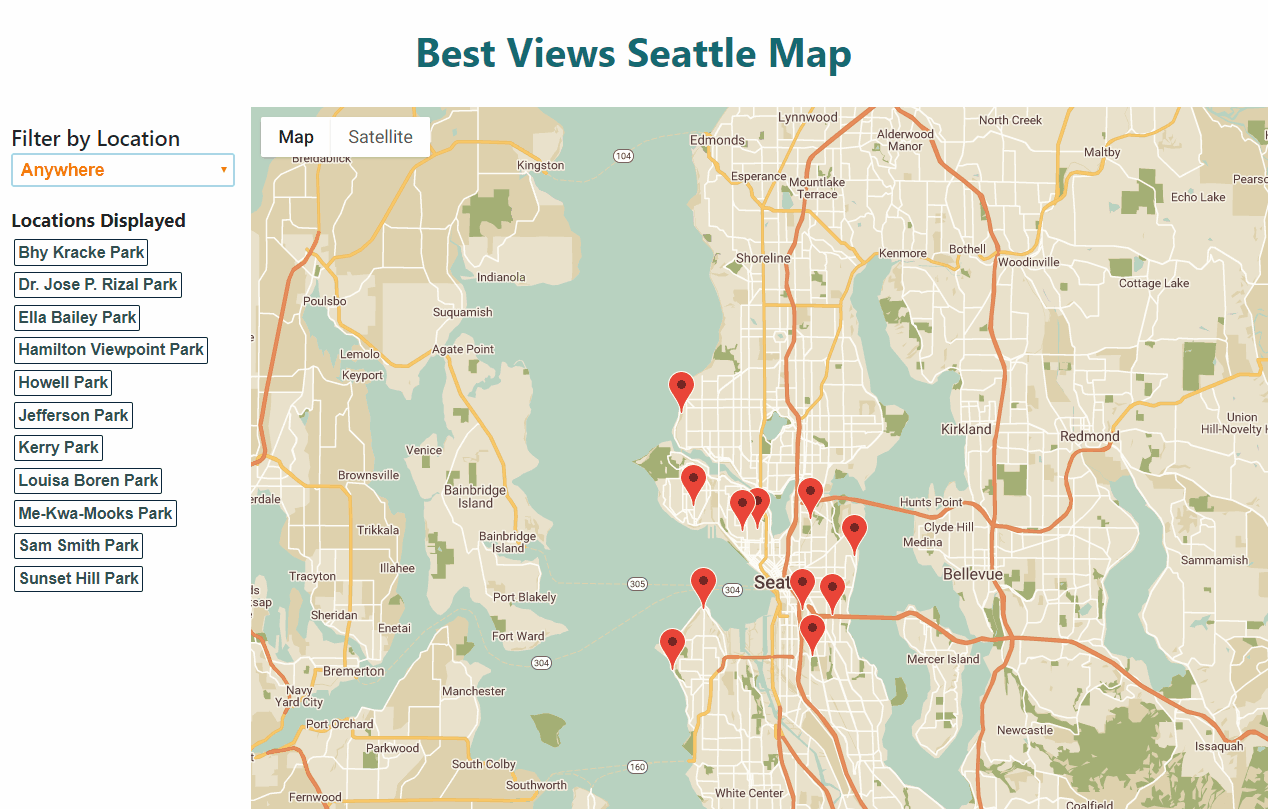 Best Views Seattle Map
Filter by Location
Anywhere
Locations Displayed
Bhy Kracke Park
Dr. Jose P. Rizal Park
Ella Bailey Park
Hamilton Viewpoint Park
Howell Park
Jefferson Park
Kerry Park
Louisa Boren Park
Me-Kwa-Mooks Park
Sam Smith Park
Sunset Hill Park
Map
Satellite
Lynnwood
North Creek
Edmonds
Alderwood
Manor
104
Maltby
Kingston
Esperance
Mountlake
Terrace
Echo Lake
Shoreline
Kenmore
Bothell
Woodinville
Indianola
Cottage Lake
Poulsbo
Suquamish
Lemolo
Agate Point
Keyport
Union
Hill-Novelty
Kirkland
Redmond
Venice
Brownsville
Bainbridge
Island
Hunts Point
Trikkala
Clyde Hill
Bainbridge
Island
Medina
Sammamish
Illahee
Tracyton
305
304
Seat
Bellevue
Port Blakely
Sheridan
Enetai
Fort Ward
304
Mercer Island
Bremerton
Navy
Yard City
Manchester
Port Orchard
Newcastle
Parkwood
Issaquah
South Colby
160
Southworth
White Center
Fernwood
Coalfield